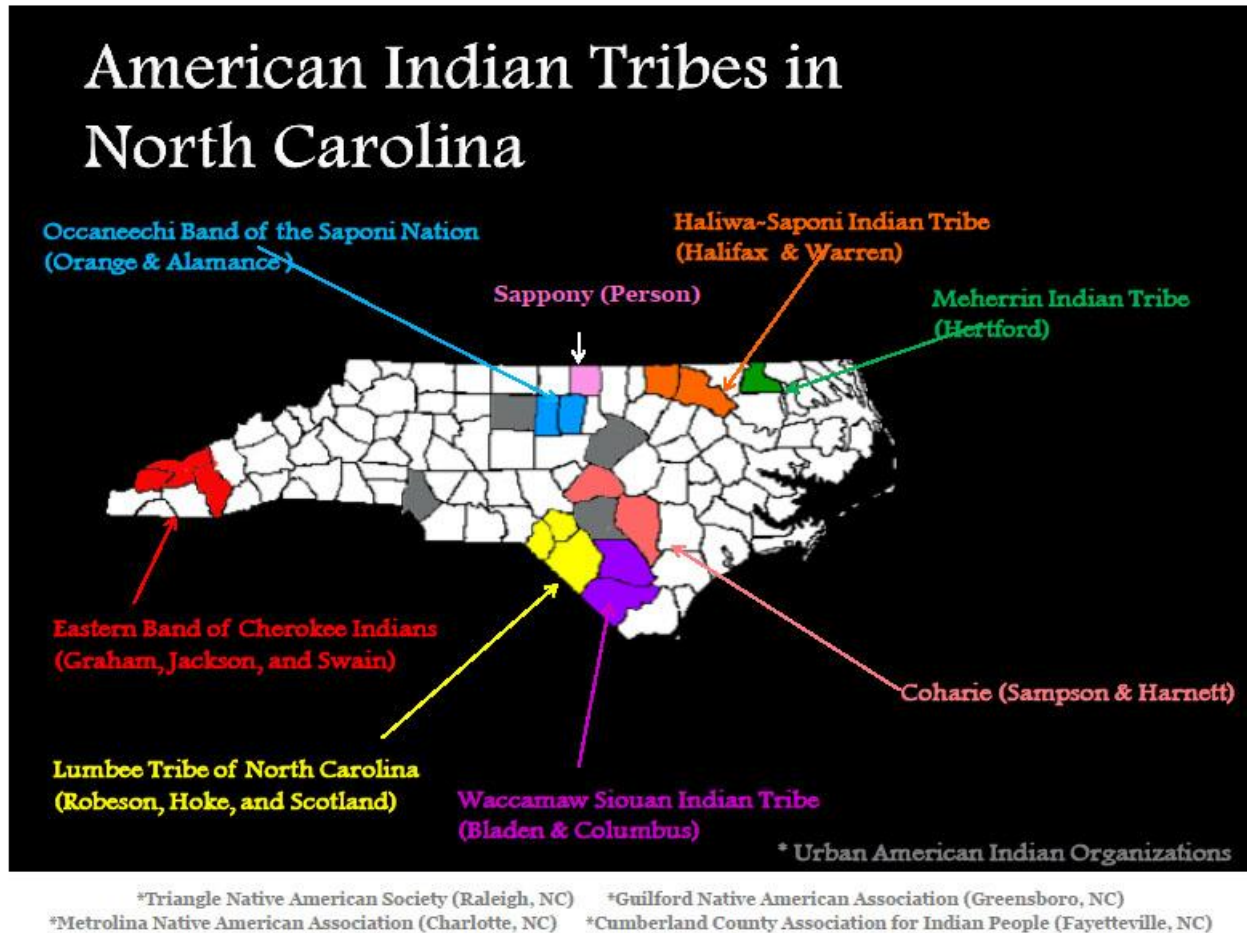 American Indian Tribes in
North Carolina
Occaneechi Band of the Saponi Nation
(Orange & Alamance )
Haliwa-Saponi Indian Tribe
(Halifax & Warren)
Sappony (Person)
Meherrin Indian Tribe
(Hertford)
Eastern Band of Cherokee Indians
(Graham, Jackson, and Swain)
Coharie (Sampson & Harnett)
Lumbee Tribe of North Carolina
(Robeson, Hoke, and Scotland)
Waccamaw Siouan Indian Tribe
(Bladen & Columbus)
* Urban American Indian Organizations
*Triangle Native American Society (Raleigh, NC) *Guilford Native American Association (Greensboro, NC)
*Metrolina Native American Association (Charlotte, NC) *Cumberland County Association for Indian People (Fayetteville, NC)